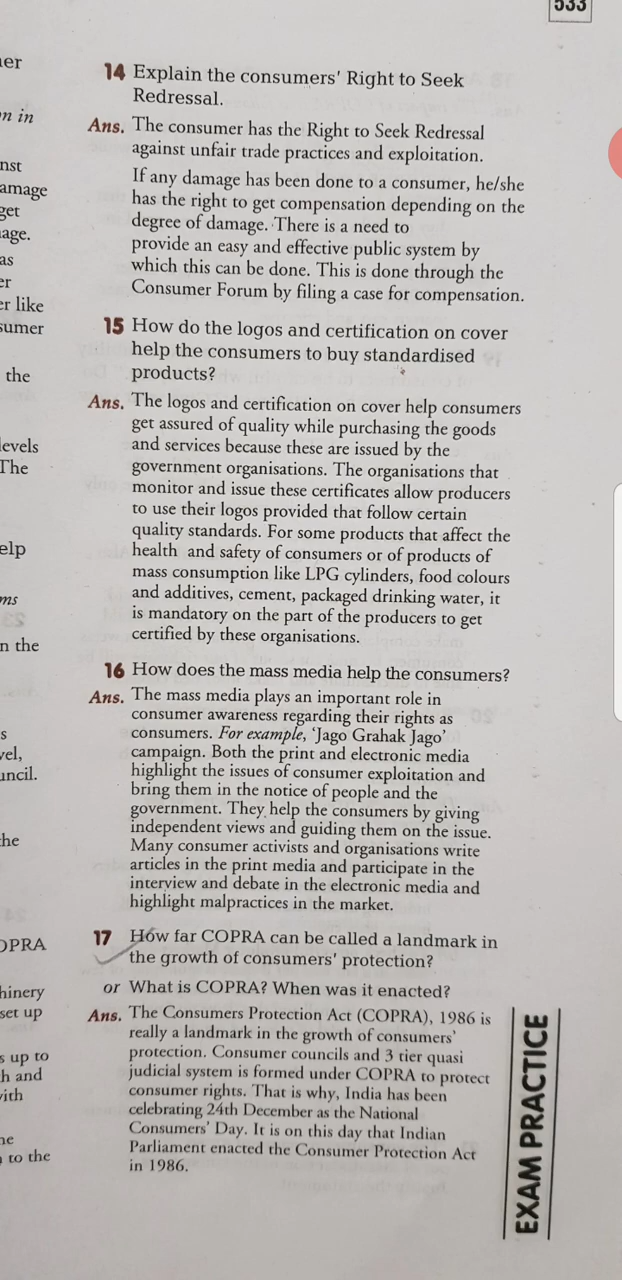 533
14 Explain the consumers' Right to Seek
Redressal.
Ans. The consumer has the Right to Seek Redressal
against unfair trade practices and exploitation.
If any damage has been done to a consumer, he/she
has the right to get compensation depending on the
degree of damage. There is a need to
provide an easy and effective public system by
which this can be done. This is done through the
Consumer Forum by filing a case for compensation.
15 How do the logos and certification on cover
help the consumers to buy standardised
products?
Ans. The logos and certification on cover help consumers
get assured of quality while purchasing the goods
and services because these are issued by the
government organisations. The organisations that
monitor and issue these certificates allow producers
to use their logos provided that follow certain
quality standards. For some products that affect the
health and safety of consumers or of products of
mass consumption like LPG cylinders, food colours
and additives, cement, packaged drinking water, it
is mandatory on the part of the producers to get
certified by these organisations.
16 How does the mass media help the consumers?
Ans. The mass media plays an important role in
consumer awareness regarding their rights as
consumers. For example, 'Jago Grahak Jago'
campaign. Both the print and electronic media
highlight the issues of consumer exploitation and
bring them in the notice of people and the
government. They help the consumers by giving
independent views and guiding them on the issue.
Many consumer activists and organisations write
articles in the print media and participate in the
interview and debate in the electronic media and
highlight malpractices in the market.
17 How far COPRA can be called a landmark in
the growth of consumers' protection?
or What is COPRA? When was it enacted?
Ans. The Consumers Protection Act (COPRA), 1986 is
really a landmark in the growth of consumers'
protection. Consumer councils and 3 tier quasi
judicial system is formed under COPRA to protect
consumer rights. That is why, India has been
celebrating 24th December as the National
Consumers' Day. It is on this day that Indian
Parliament enacted the Consumer Protection Act
in 1986.
EXAM PRACTICE